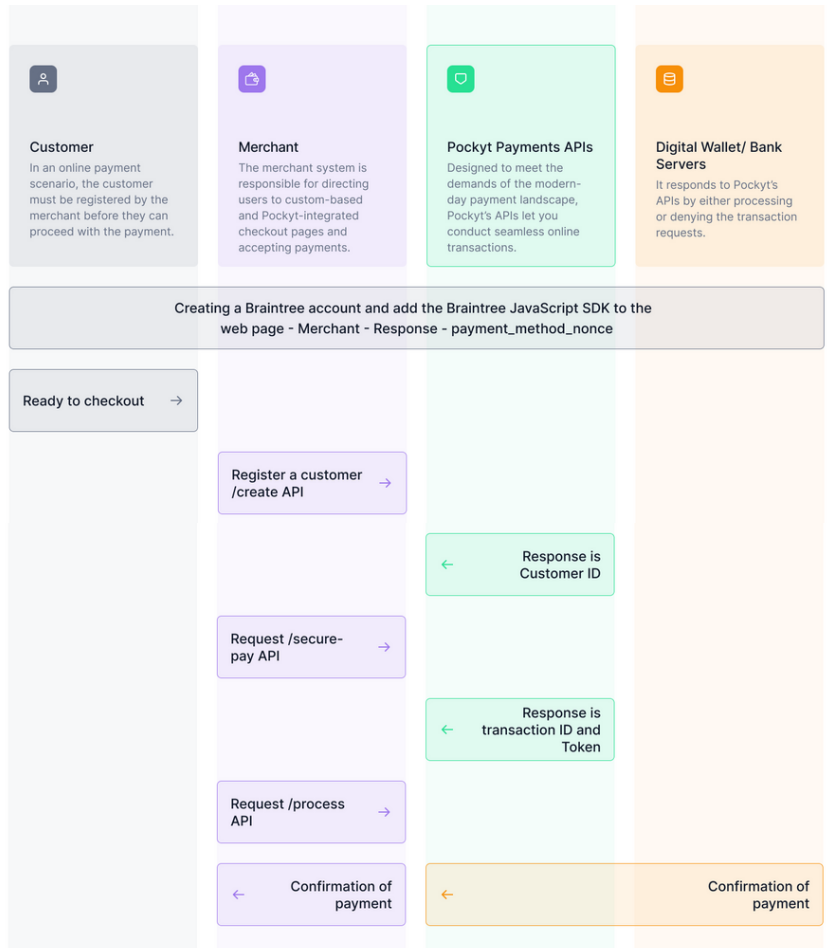 Customer
In an online payment
scenario, the customer
must be registered by the
merchant before they can
proceed with the payment.
Merchant
The merchant system is
responsible for directing
users to custom-based
and Pockyt-integrated
checkout pages and
accepting payments.
Pockyt Payments APIs
Designed to meet the
demands of the modern-
day payment landscape,
Pockyt's APIs let you
conduct seamless online
transactions.
Digital Wallet/ Bank
Servers
It responds to Pockyt's
APIs by either processing
or denying the transaction
requests.
Creating a Braintree account and add the Braintree JavaScript SDK to the
web page - Merchant - Response - payment_method_nonce
Ready to checkout
Register a customer
/create API
Response is
Customer ID
Request /secure-
pay API
Response is
transaction ID and
Token
Request /process
API
Confirmation of
payment
Confirmation of
payment